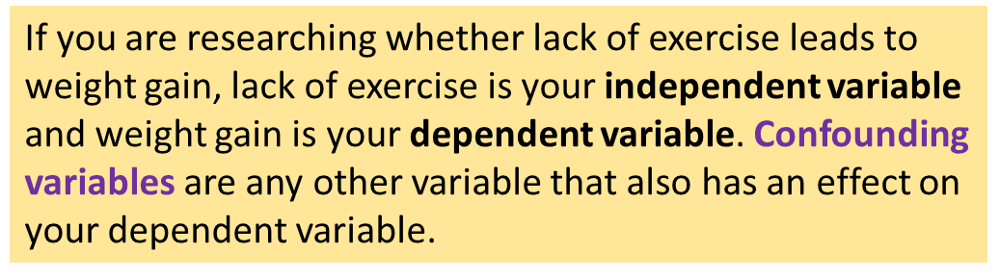 If you are researching whether lack of exercise leads to
weight gain, lack of exercise is your independent variable
and weight gain is your dependent variable. Confounding
variables are any other variable that also has an effect on
your dependent variable.